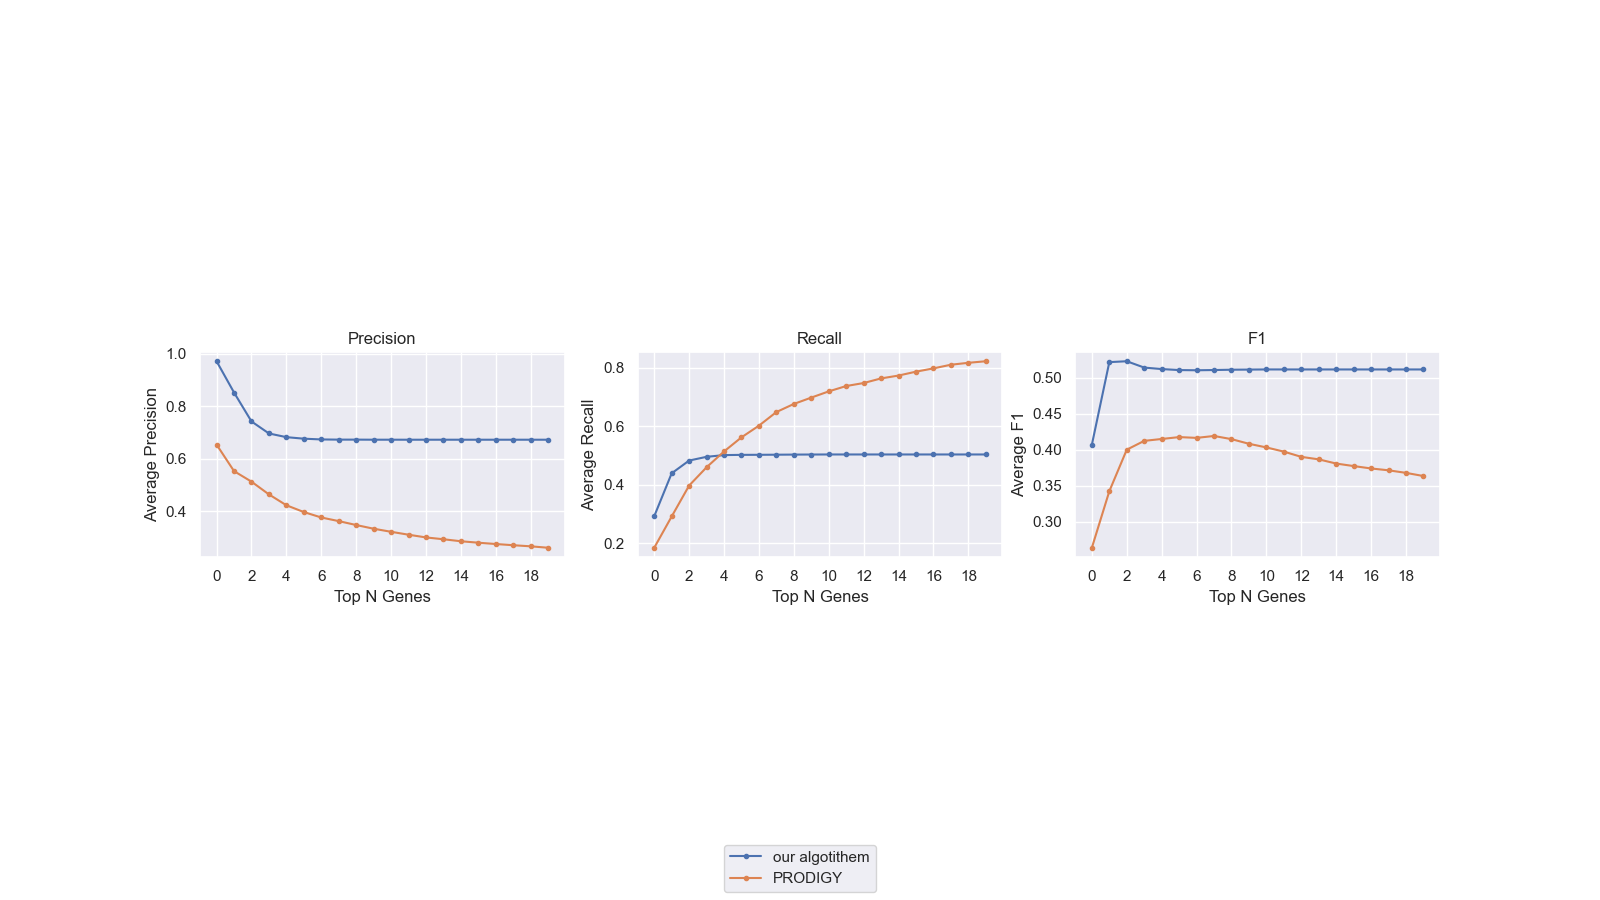 Precision
Average Precision
1.0
0.8
0.6
0.4
0 2 4 6 8 10 12 14 16 18
Top N Genes
Recall
Average Recall
0.8
0.6
0.4
0.2
0 2 4 6 8 10 12 14 16 18
Top N Genes
F1
Average F1
0.50
0.45
0.40
0.35
0.30
0 2 4 6 8 10 12 14 16 18
Top N Genes
our algotithem
PRODIGY